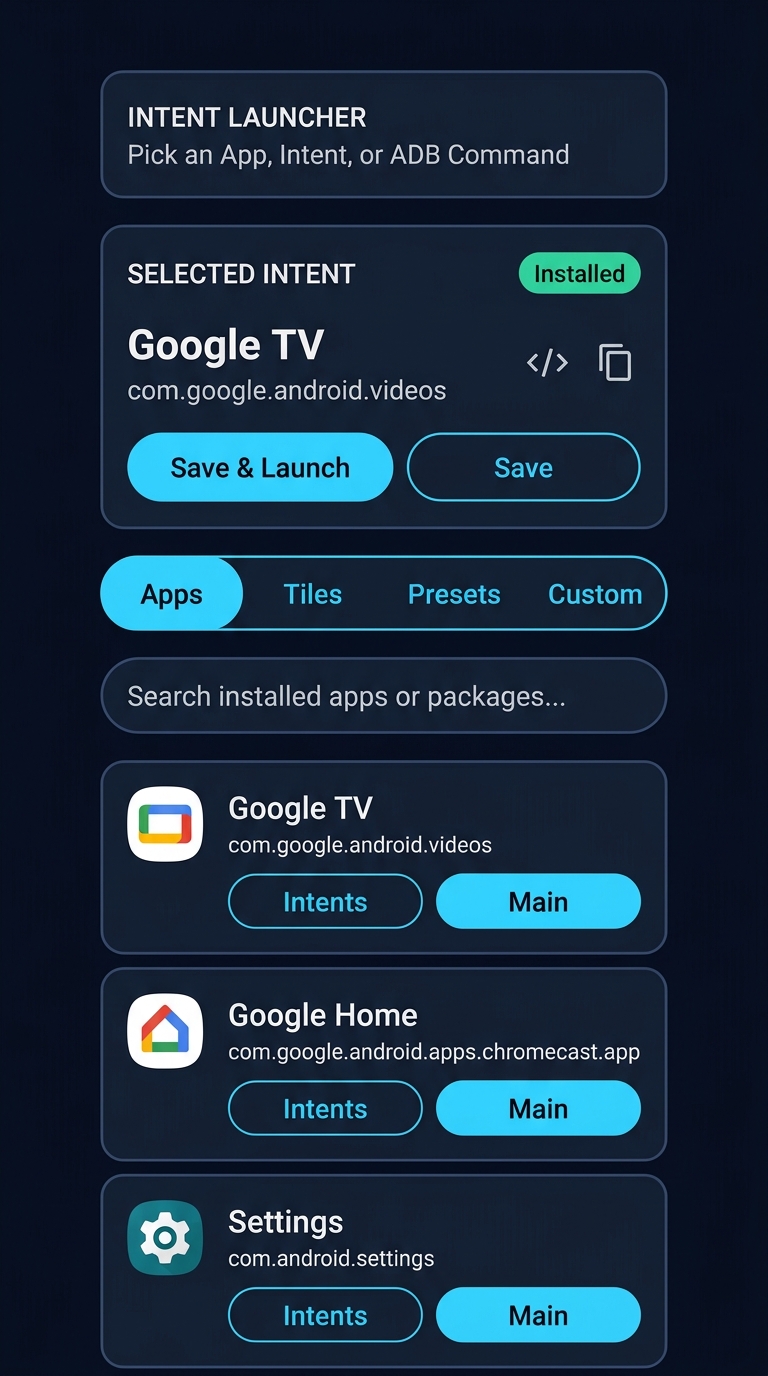 INTENT LAUNCHER
Pick an App, Intent, or ADB Command
SELECTED INTENT
Installed
Google TV
com.google.android.videos
</>
Save & Launch
Save
Apps
Tiles
Presets
Custom
Search installed apps or packages...
Google TV
com.google.android.videos
Intents
Main
Google Home
com.google.android.apps.chromecast.app
Intents
Main
Settings
com.android.settings
Intents
Main